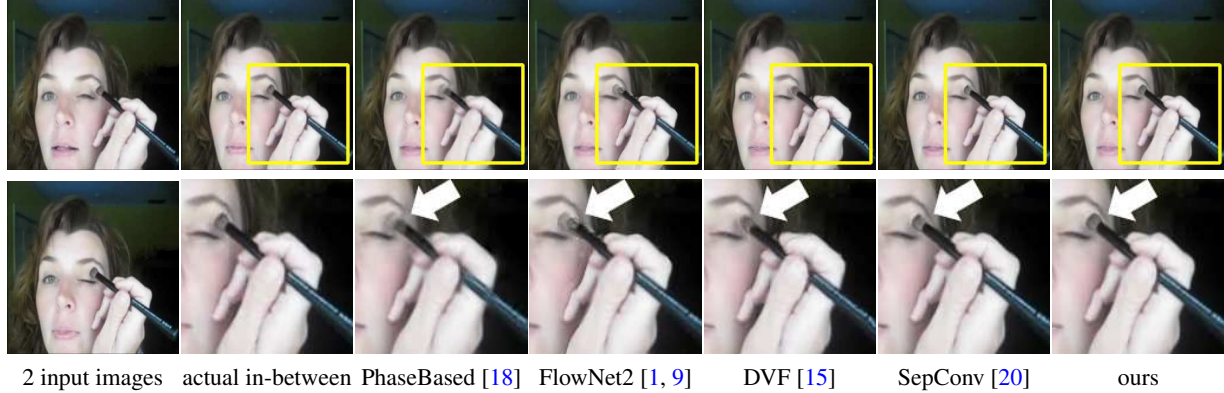 2 input images actual in-between PhaseBased [18] FlowNet2 [1, 9] DVF [15] SepConv [20] ours